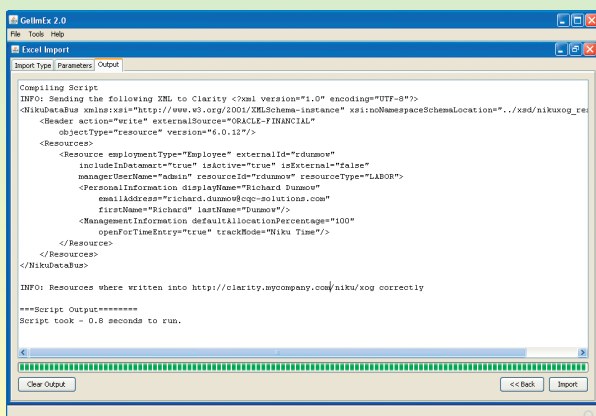 GellmEx 2.0
File Tools Help
Excel Import
Import Type Parameters Output
Compiling Script
INFO: Sending the following XML to Clarity <?xml version="1.0" encoding="UTF-8"?>
<NikuDataBus xmlns:xsi="http://www.w3.org/2001/XMLSchema-instance" xsi:noNamespaceSchemaLocation="../xsd/nikuxog_res
<Header action="write" externalSource="ORACLE-FINANCIAL"
objectType="resource" version="6.0.12"/>
<Resources>
<Resource employmentType="Employee" externalId="rdunmow"
includeInDatamart="true" isActive="true" isExternal="false"
managerUserName="admin" resourceId="rdunmow" resourceType="LABOR">
<PersonalInformation displayName="Richard Dunmow"
emailAddress="richard.dunmow@cqc-solutions.com"
firstName="Richard" lastName="Dunmow"/>
<ManagementInformation defaultAllocationPercentage="100"
openForTimeEntry="true" trackMode="Niku Time"/>
</Resource>
</Resources>
</NikuDataBus>
INFO: Resources where written into http://clarity.mycompany.com/niku/xog correctly
===Script Output========
Script took - 0.8 seconds to run.
Clear Output << Back Import